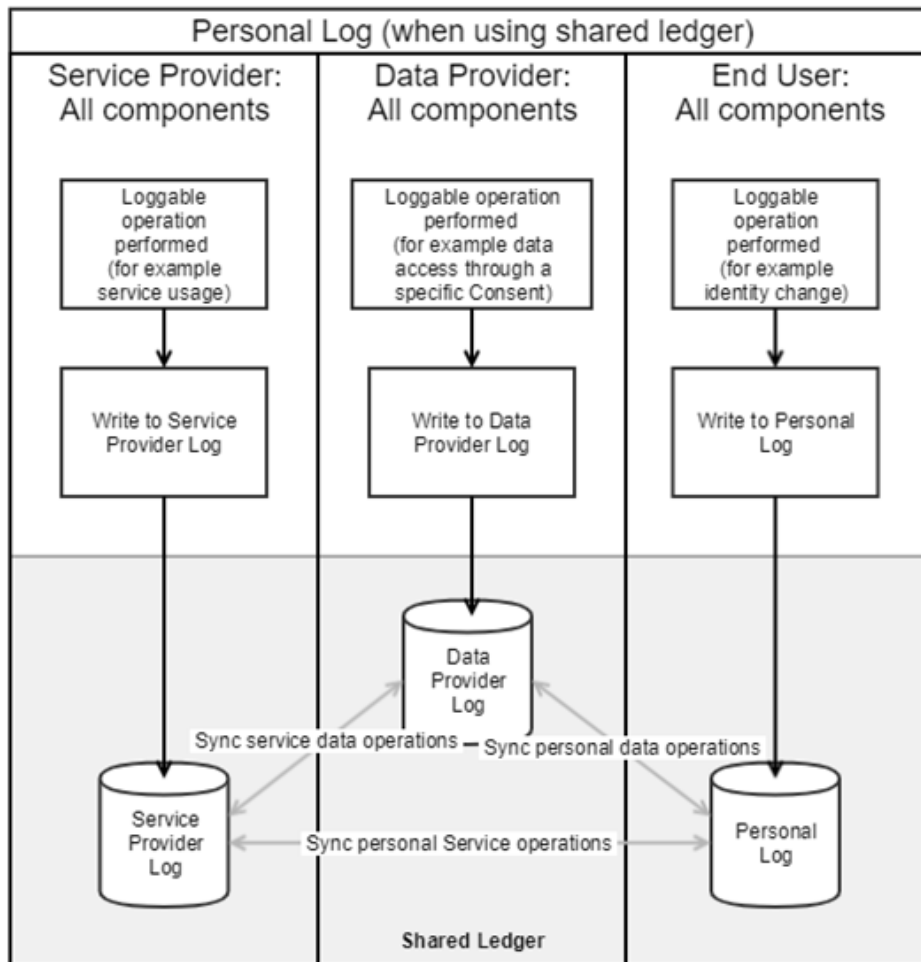 Personal Log (when using shared ledger)
Service Provider:
All components
Data Provider:
All components
End User:
All components
Loggable
operation
performed
(for example
service usage)
Loggable operation
performed
(for example data
access through a
specific Consent)
Loggable
operation
performed
(for example
identity change)
Write to Service
Provider Log
Write to Data
Provider Log
Write to Personal
Log
Data
Provider
Log
Sync service data operations
Sync personal data operations
Service
Provider
Log
Sync personal Service operations
Personal
Log
Shared Ledger